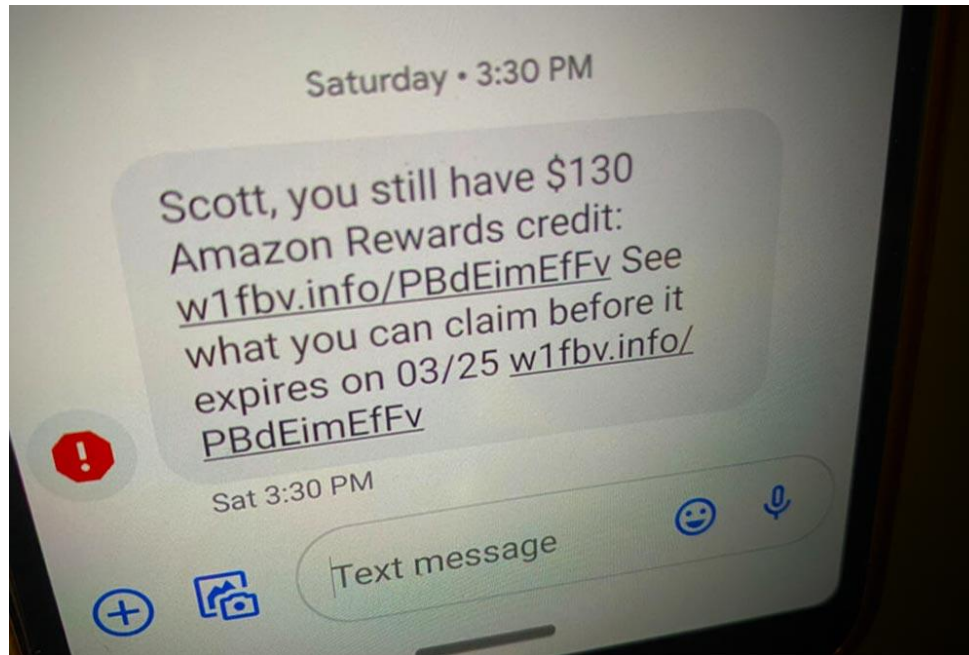 Saturday • 3:30 PM
Scott, you still have $130
Amazon Rewards credit:
w1fbv.info/PBdEimEfFv See
what you can claim before it
expires on 03/25 w1fbv.info/
PBdEimEfFv
Sat 3:30 PM
Text message